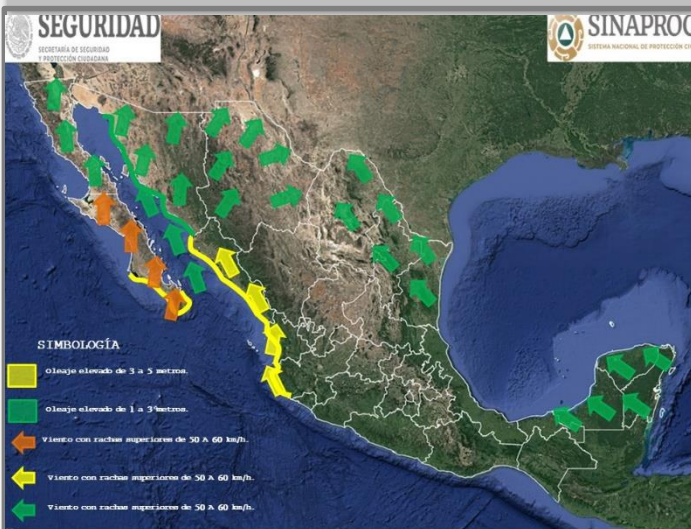 SEGURIDAD
SECRETARÍA DE SEGURIDAD
Y PROTECCIÓN CIUDADANA
SINAPROC
SISTEMA NACIONAL DE PROTECCIÓN CI
SIMBOLOGÍA
Oleaje elevado de 3 a 5 metros.
Oleaje elevado de 1 a 3 metros.
Viento con rachas superiores de 50 A 60 km/h.
Viento con rachas superiores de 50 A 60 km/h.
Viento con rachas superiores de 50 A 60 km/h.